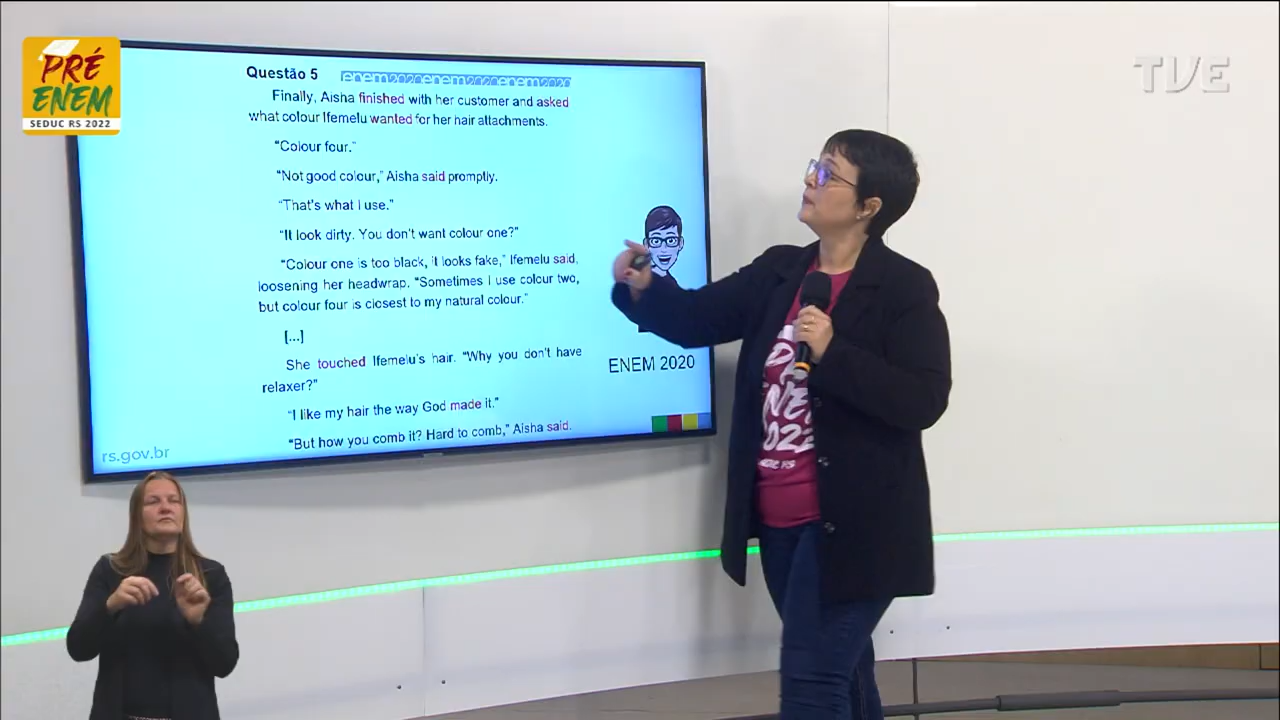 PRÉ
ENEM
SEDUC RS 2022
TVE
Questão 5 enem2020enem2020enem2020
Finally, Aisha finished with her customer and asked
what colour Ifemelu wanted for her hair attachments.
“Colour four.”
“Not good colour,” Aisha said promptly.
“That's what I use.”
“It look dirty. You don't want colour one?”
“Colour one is too black, it looks fake,” Ifemelu said,
loosening her headwrap. “Sometimes I use colour two,
but colour four is closest to my natural colour.”
[...]
She touched Ifemelu's hair. “Why you don't have
relaxer?”
“I like my hair the way God made it.”
“But how you comb it? Hard to comb,” Aisha said.
ENEM 2020
rs.gov.br
2022
SEDUC RS